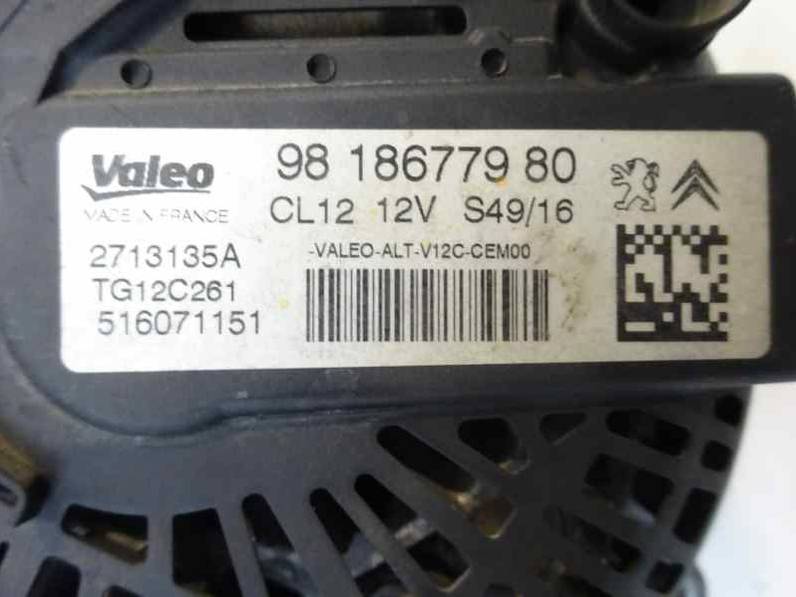 Valeo
98 186779 80
MADE IN FRANCE
CL12 12V S49/16
2713135A
-VALEO-ALT-V12C-CEM00
TG12C261
516071151